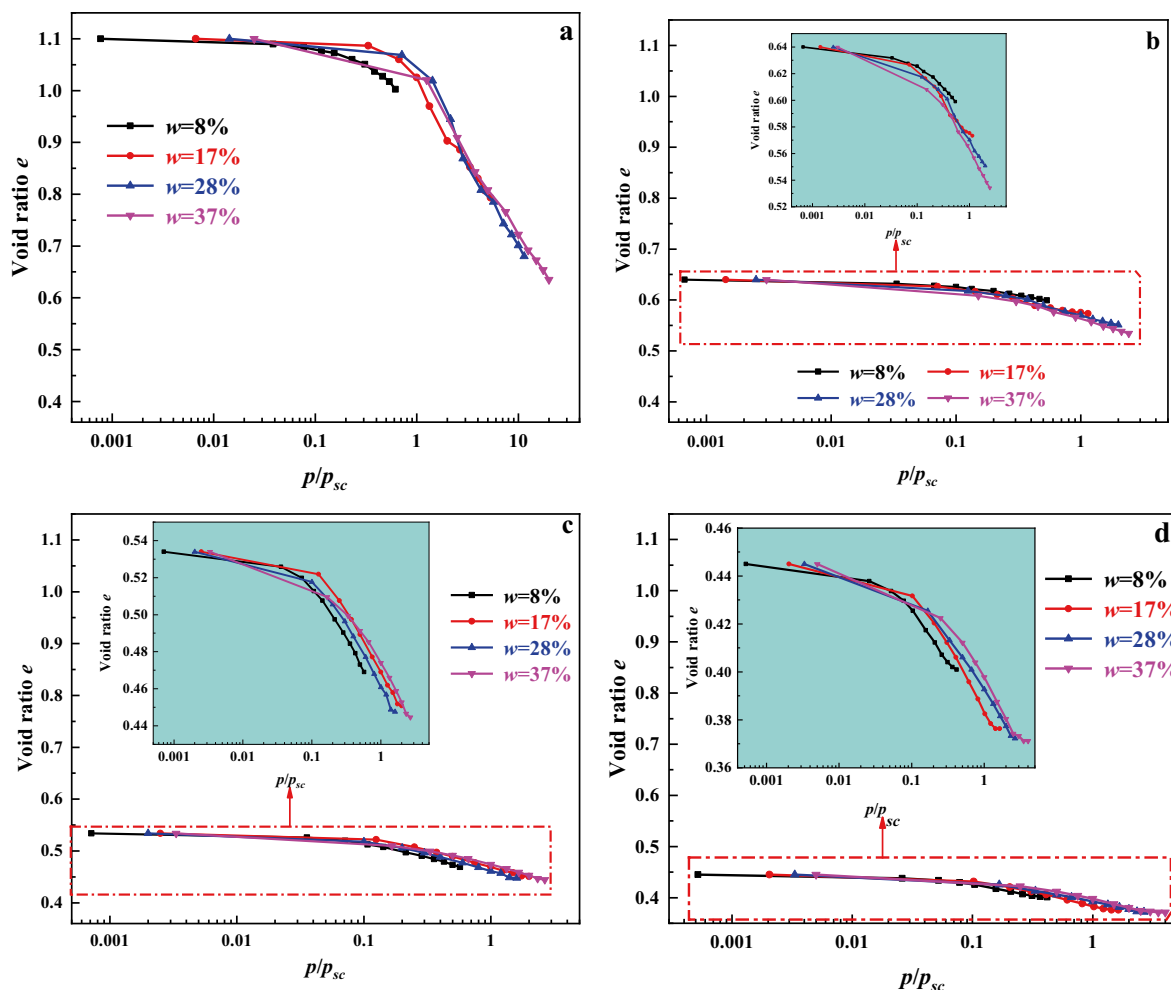 a
1.1
1.0
0.9
0.8
0.7
0.6
0.5
0.4
Void ratio e
w=8%
w=17%
w=28%
w=37%
0.001
0.01
0.1
1
10
p/psc
b
1.1
1.0
0.9
0.8
0.7
0.6
0.5
0.4
Void ratio e
0.64
0.62
0.60
0.58
0.56
0.54
0.52
Void ratio e
0.001
0.01
0.1
1
p/psc
w=8%
w=17%
w=28%
w=37%
0.001
0.01
0.1
1
p/psc
c
1.1
1.0
0.9
0.8
0.7
0.6
0.5
0.4
Void ratio e
0.54
0.52
0.50
0.48
0.46
0.44
Void ratio e
0.001
0.01
0.1
1
p/psc
w=8%
w=17%
w=28%
w=37%
0.001
0.01
0.1
1
p/psc
d
1.1
1.0
0.9
0.8
0.7
0.6
0.5
0.4
Void ratio e
0.46
0.44
0.42
0.40
0.38
0.36
Void ratio e
0.001
0.01
0.1
1
p/psc
w=8%
w=17%
w=28%
w=37%
0.001
0.01
0.1
1
p/psc